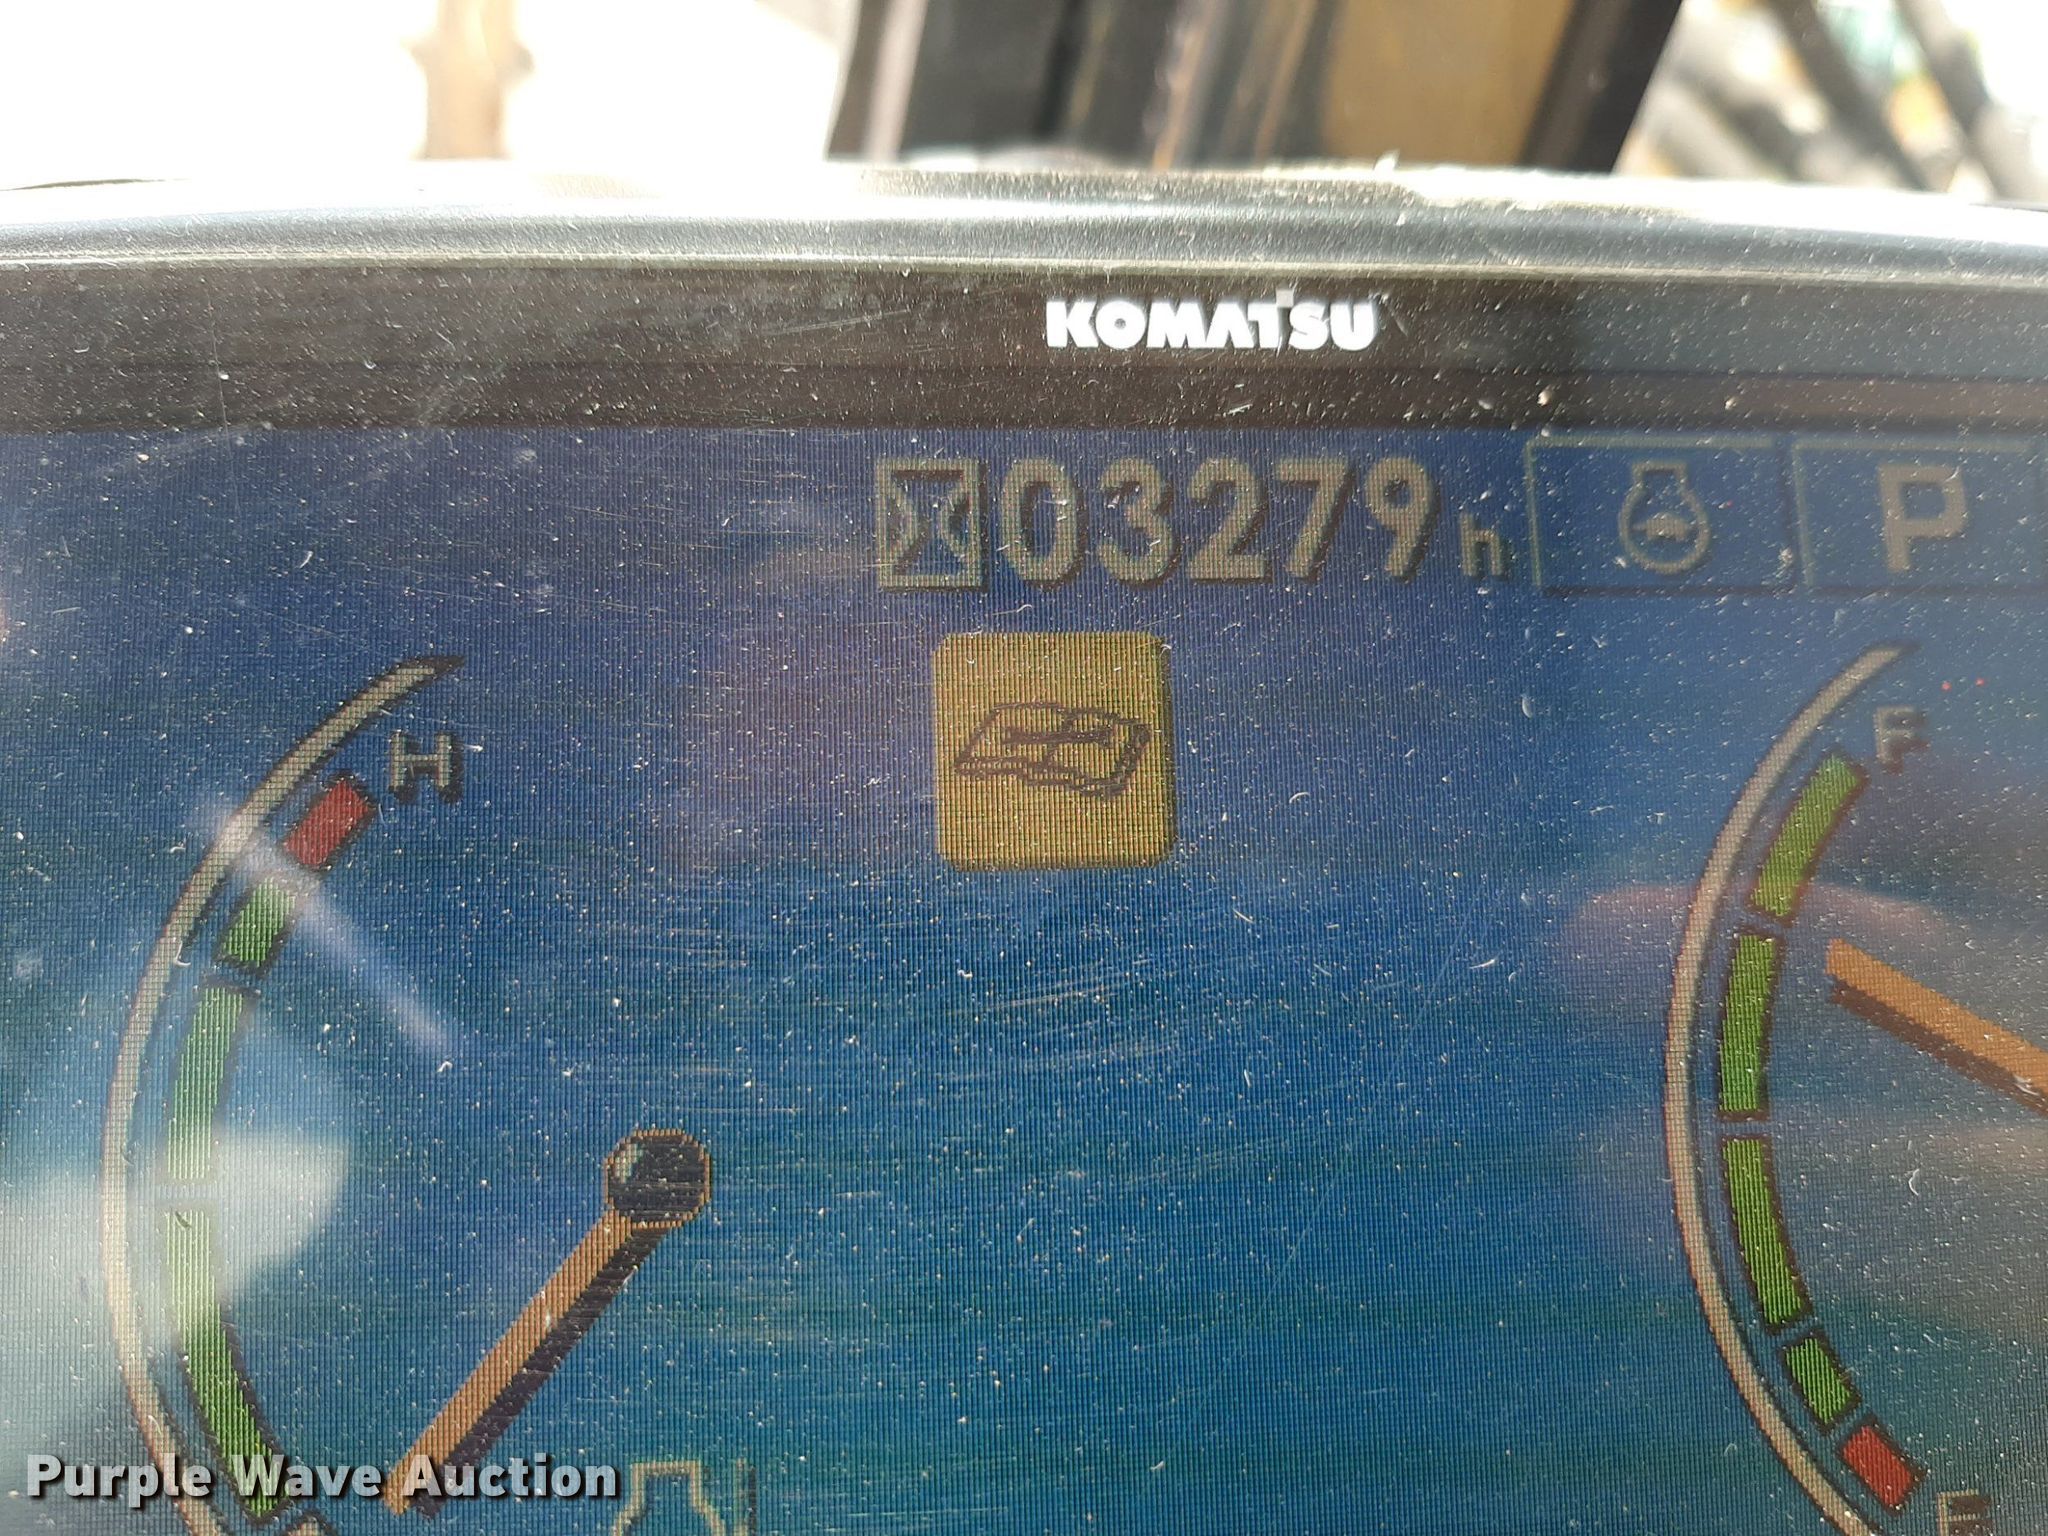 KOMATSU
03279h
P
H
F
E
Purple Wave Auction